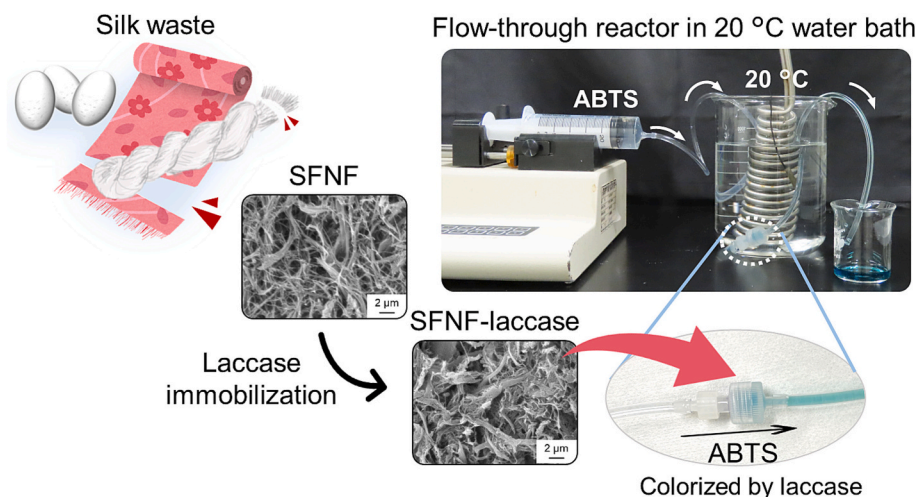 Silk waste
Flow-through reactor in 20 °C water bath
ABTS
20 °C
SFNF
2 µm
SFNF-laccase
Laccase
immobilization
2 µm
ABTS
Colorized by laccase